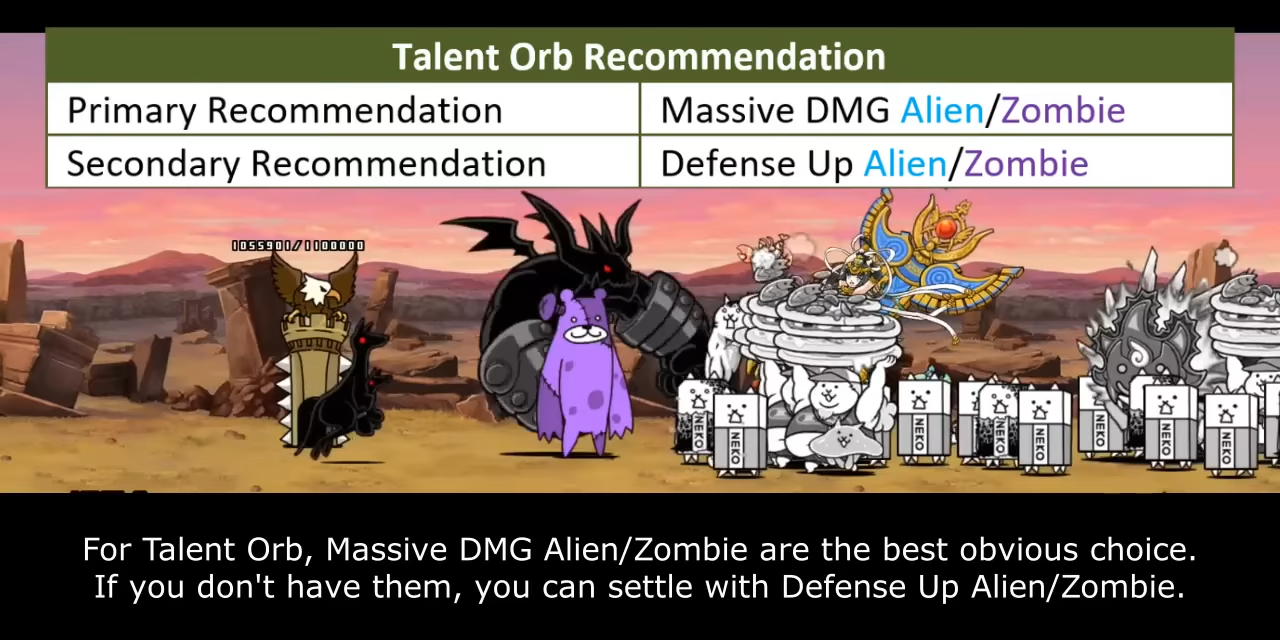 Talent Orb Recommendation
Primary Recommendation Massive DMG Alien/Zombie
Secondary Recommendation Defense Up Alien/Zombie
1055901/1100000
NEKO
NEKO
NEKO
NEKO
NEKO
NEKO
NEKO
NEKO
For Talent Orb, Massive DMG Alien/Zombie are the best obvious choice.
If you don't have them, you can settle with Defense Up Alien/Zombie.